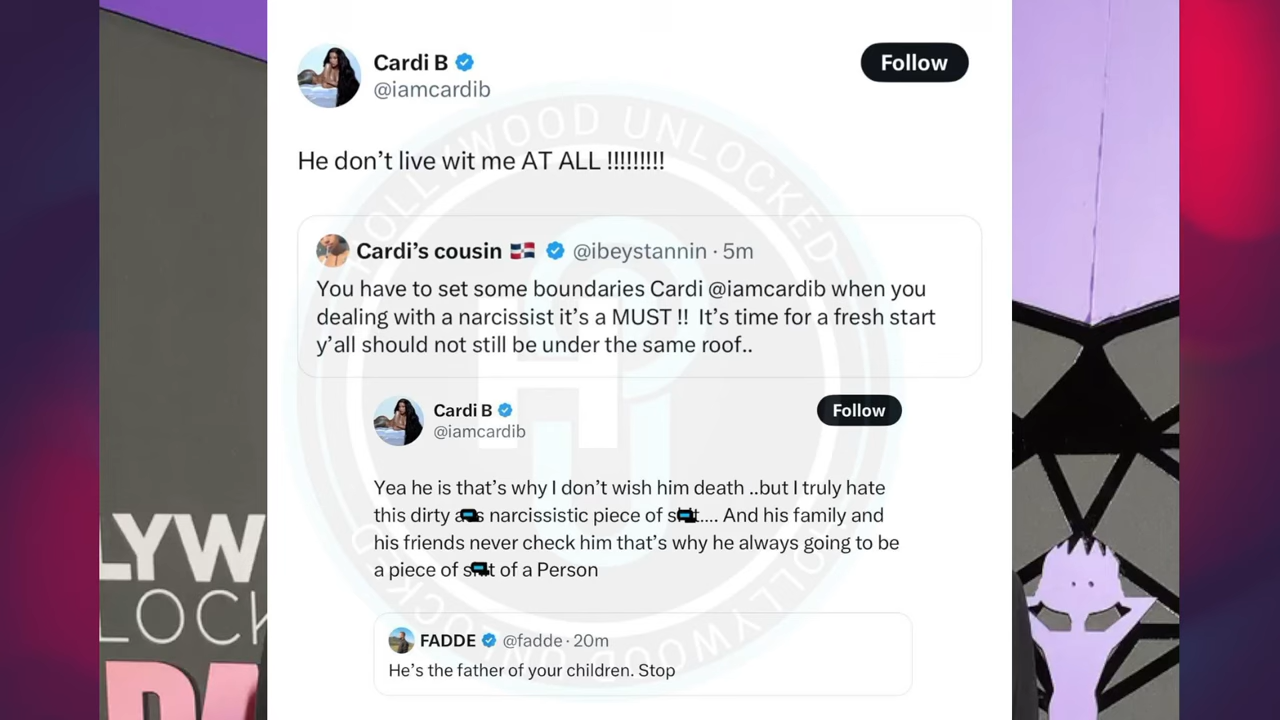 Cardi B
@iamcardib
Follow
He don’t live wit me AT ALL !!!!!!!!!
Cardi’s cousin 🇩🇴 @ibeystannin · 5m
You have to set some boundaries Cardi @iamcardib when you
dealing with a narcissist it’s a MUST !! It’s time for a fresh start
y’all should not still be under the same roof..
Cardi B
@iamcardib
Follow
Yea he is that’s why I don’t wish him death ..but I truly hate
this dirty narcissistic piece of .... And his family and
his friends never check him that’s why he always going to be
a piece of of a Person
FADDE @fadde · 20m
He’s the father of your children. Stop
HOLLYWOOD UNLOCKED
HOLLYWOOD UNLOCKED
LYW
LOCK